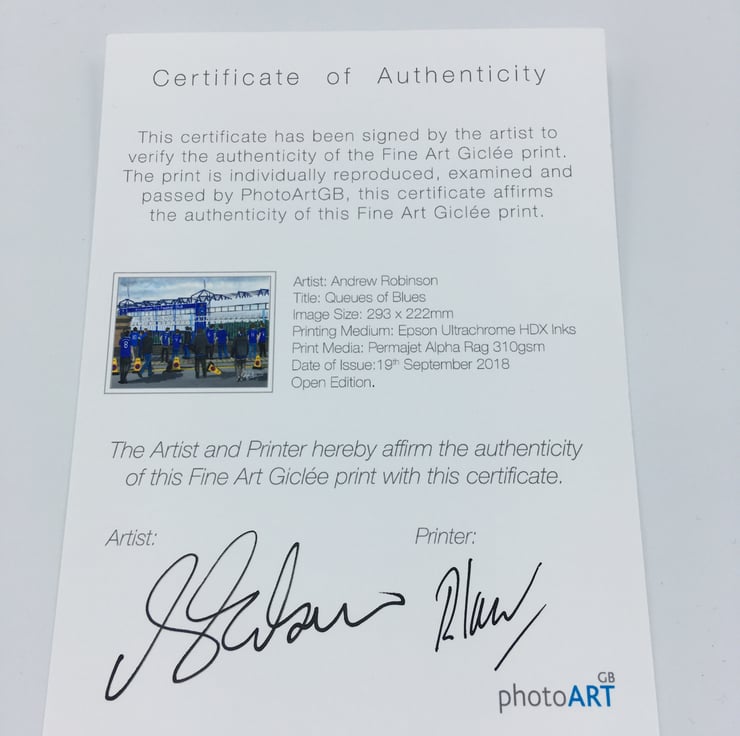 Certificate of Authenticity
This certificate has been signed by the artist to
verify the authenticity of the Fine Art Giclée print.
The print is individually reproduced, examined and
passed by PhotoArtGB, this certificate affirms
the authenticity of this Fine Art Giclée print.
Artist: Andrew Robinson
Title: Queues of Blues
Image Size: 293 x 222mm
Printing Medium: Epson Ultrachrome HDX Inks
Print Media: Permajet Alpha Rag 310gsm
Date of Issue:19th September 2018
Open Edition.
The Artist and Printer hereby affirm the authenticity
of this Fine Art Giclée print with this certificate.
Artist:
Printer:
GB
photoART